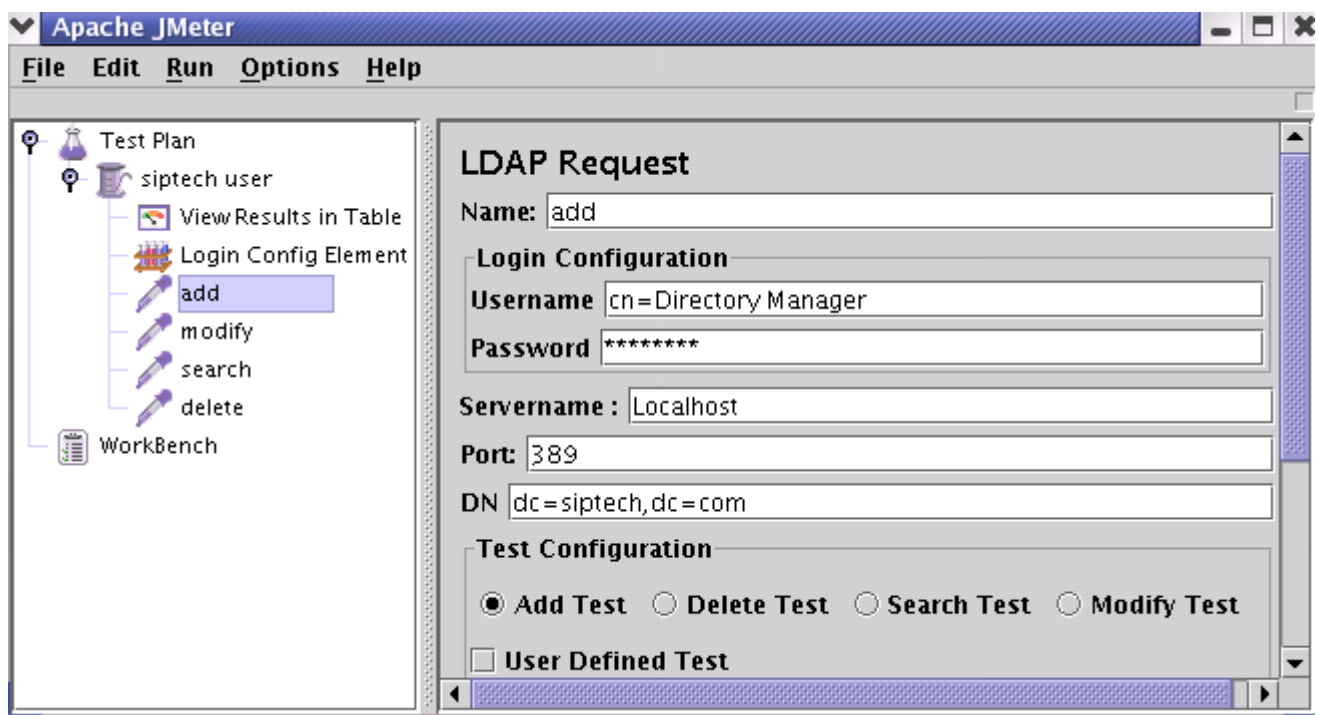 Apache JMeter
File Edit Run Options Help
Test Plan
siptech user
View Results in Table
Login Config Element
add
modify
search
delete
WorkBench
LDAP Request
Name: add
Login Configuration
Username cn=Directory Manager
Password ********
Servername : Localhost
Port: 389
DN dc=siptech,dc=com
Test Configuration
Add Test Delete Test Search Test Modify Test
User Defined Test